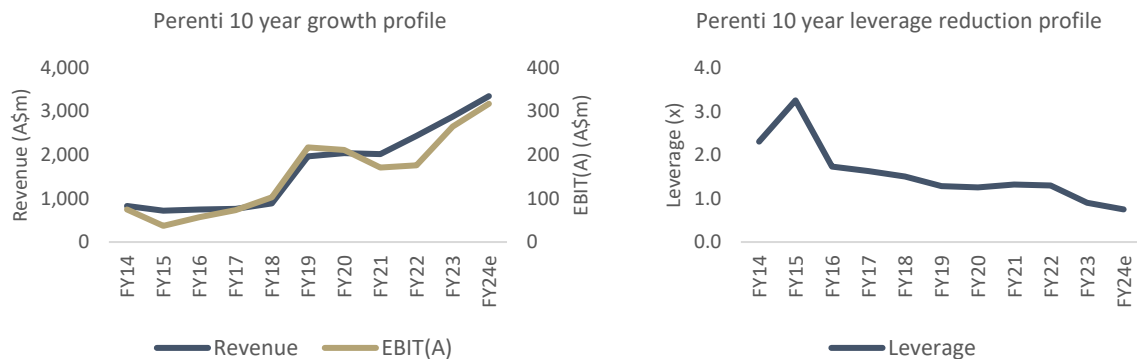 Perenti 10 year growth profile
Revenue (A$m)
4,000
3,000
2,000
1,000
0
400
300
200
100
0
EBIT(A) (A$m)
FY14
FY15
FY16
FY17
FY18
FY19
FY20
FY21
FY22
FY23
FY24e
Revenue
EBIT(A)
Perenti 10 year leverage reduction profile
Leverage (x)
4.0
3.0
2.0
1.0
0.0
FY14
FY15
FY16
FY17
FY18
FY19
FY20
FY21
FY22
FY23
FY24e
Leverage